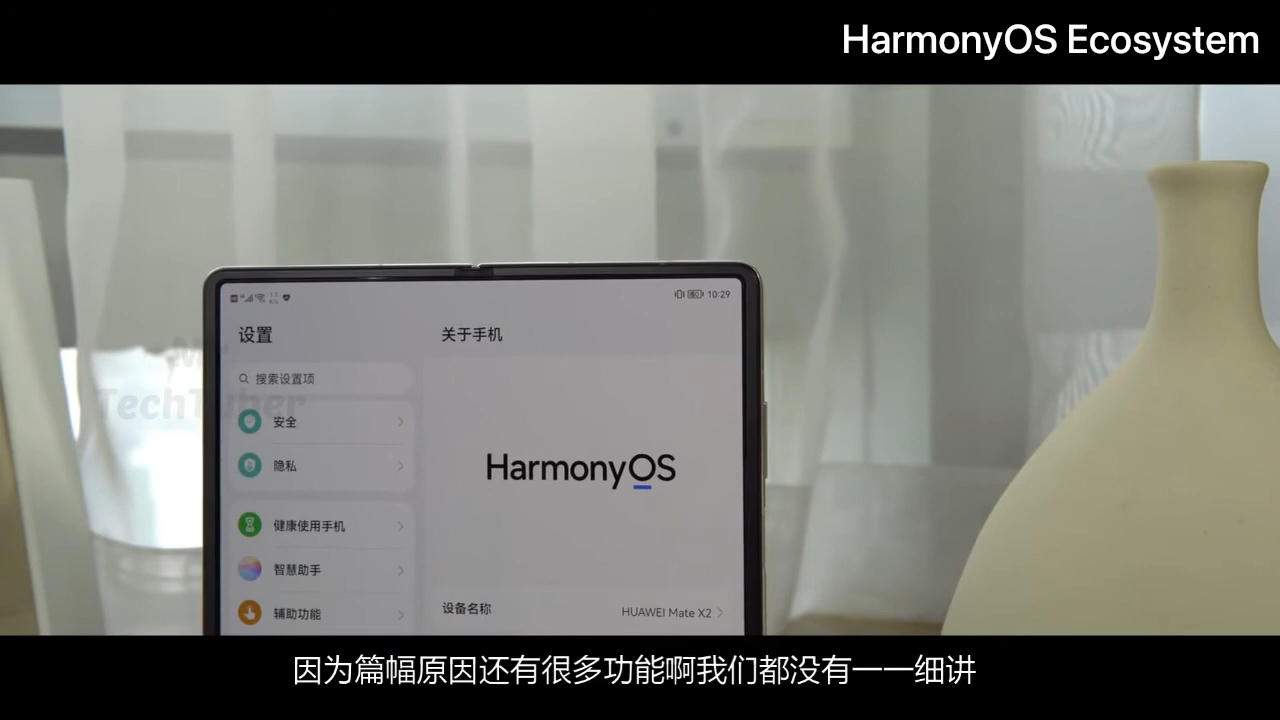 HarmonyOS Ecosystem
10:29
设置
关于手机
搜索设置项
安全
隐私
HarmonyOS
健康使用手机
智慧助手
辅助功能
设备名称
HUAWEI Mate X2
因为篇幅原因还有很多功能啊我们都没有一一细讲